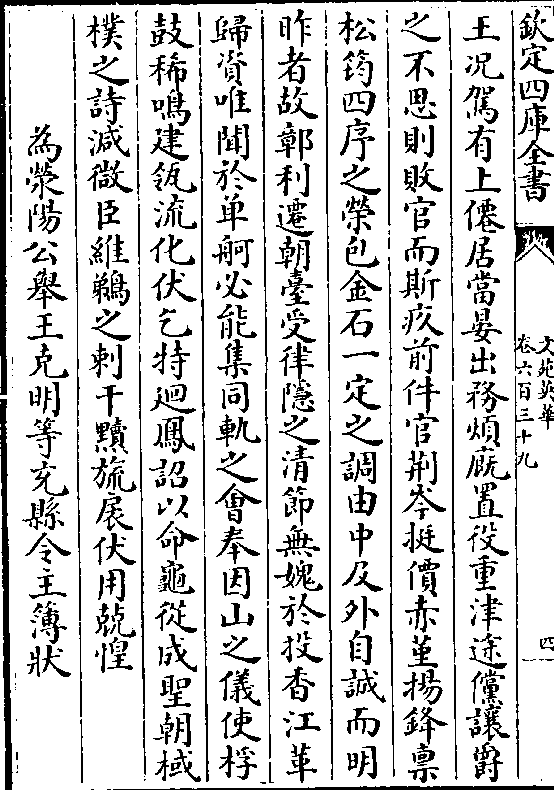 欽定四庫全書
文苑英華
卷六百三十九
四
王况駕有上僊居當晏出務煩廐置役重津途儻讓爵
之不思則敗官而斯疚前件官荆岑挺價赤堇揚鋒禀
松筠四序之榮包金石一定之調由中及外自誠而明
昨者故鄣利遷朝臺受律隱之清節無媿於投香江革
歸資唯聞於单舸必能集同軌之會奉因山之儀使桴
鼓稀鳴建瓴流化伏乞特廻鳳詔以命龜從成聖朝棫
樸之詩減微臣維鵜之刺干黷旒扆伏用兢惶
為滎陽公舉王克明等充縣令主簿狀